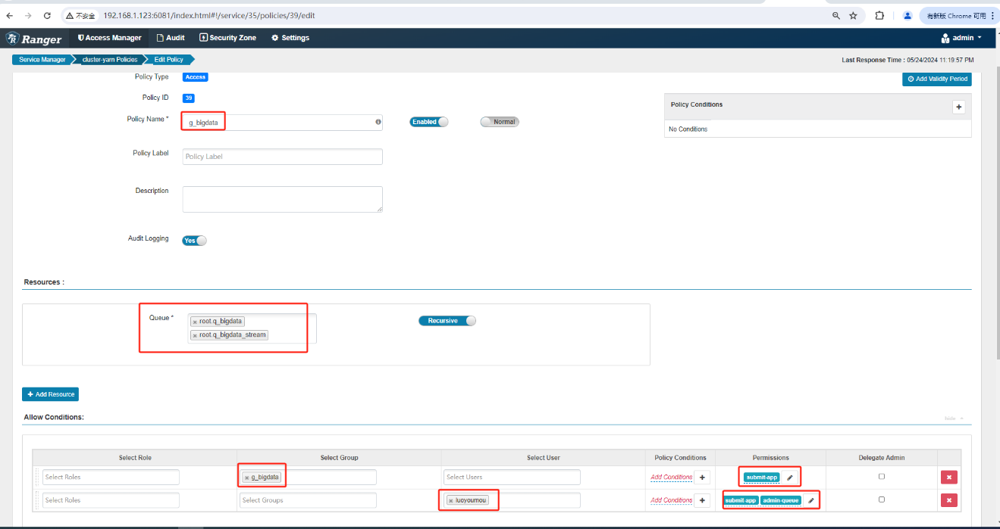 不安全 192.168.1.123:6081/index.html#!/service/35/policies/39/edit 有新版 Chrome 可用
Ranger Access Manager Audit Security Zone Settings admin
Service Manager cluster-yarn Policies Edit Policy Last Response Time : 05/24/2024 11:19:57 PM
Policy Type Access Add Validity Period
Policy ID 39 Policy Conditions
Policy Name * g_bigdata Enabled Normal
No Conditions
Policy Label Policy Label
Description
Audit Logging Yes
Resources :
Queue * root.q_bigdata Recursive
root.q_bigdata_stream
Add Resource
Allow Conditions: hide
Select Role Select Group Select User Policy Conditions Permissions Delegate Admin
Select Roles g_bigdata Select Users Add Conditions submit-app
Select Roles Select Groups luoyoumou Add Conditions submit-app admin-queue